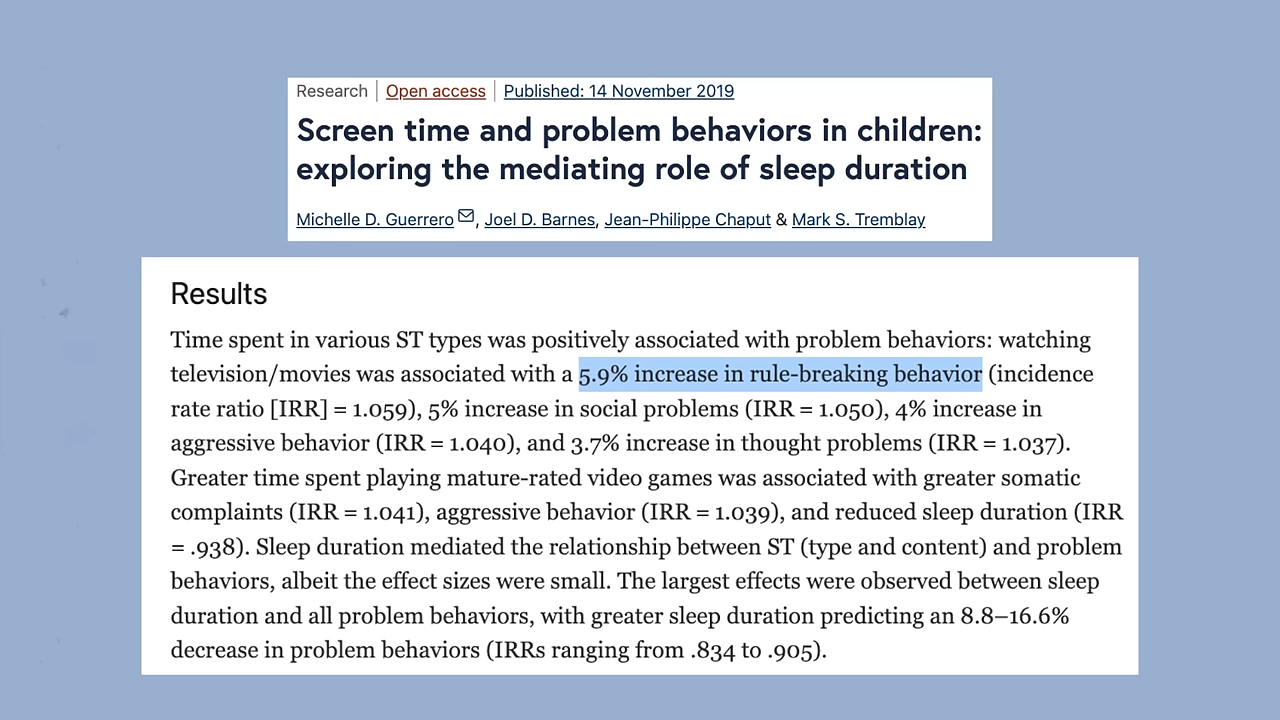 Research | Open access | Published: 14 November 2019
Screen time and problem behaviors in children:
exploring the mediating role of sleep duration
Michelle D. Guerrero, Joel D. Barnes, Jean-Philippe Chaput & Mark S. Tremblay
Results
Time spent in various ST types was positively associated with problem behaviors: watching
television/movies was associated with a 5.9% increase in rule-breaking behavior (incidence
rate ratio [IRR] = 1.059), 5% increase in social problems (IRR = 1.050), 4% increase in
aggressive behavior (IRR = 1.040), and 3.7% increase in thought problems (IRR = 1.037).
Greater time spent playing mature-rated video games was associated with greater somatic
complaints (IRR = 1.041), aggressive behavior (IRR = 1.039), and reduced sleep duration (IRR
= .938). Sleep duration mediated the relationship between ST (type and content) and problem
behaviors, albeit the effect sizes were small. The largest effects were observed between sleep
duration and all problem behaviors, with greater sleep duration predicting an 8.8–16.6%
decrease in problem behaviors (IRRs ranging from .834 to .905).